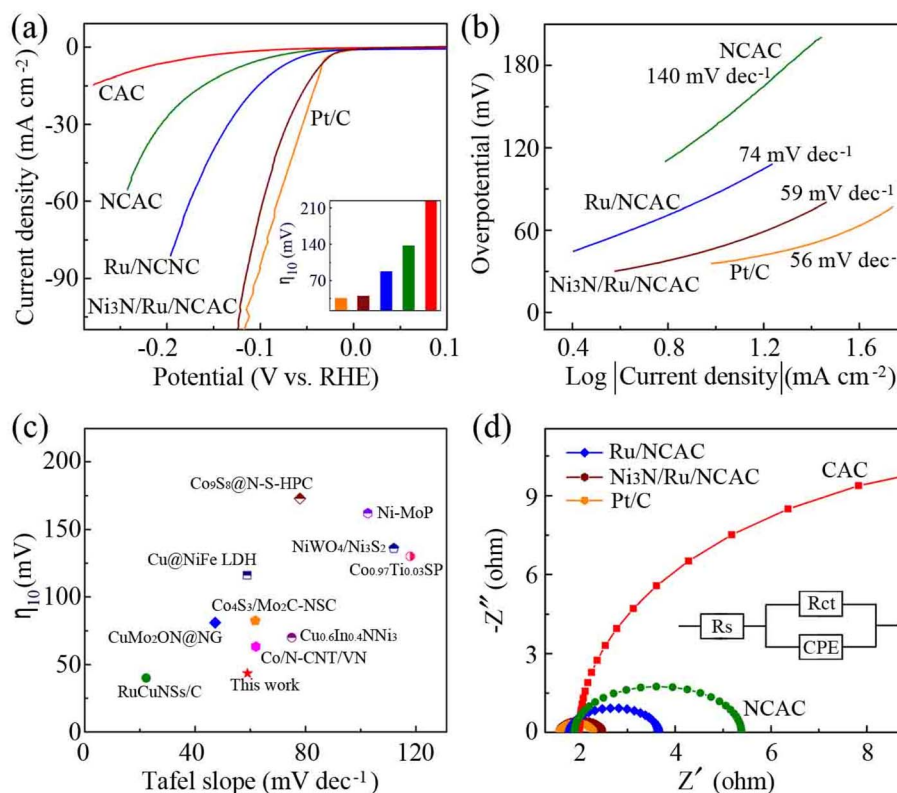 (a)
0
-30
-60
-90
Current density (mA cm⁻²)
CAC
NCAC
Ru/NCNC
Ni₃N/Ru/NCAC
Pt/C
210
140
70
η₁₀ (mV)
-0.2
-0.1
0.0
0.1
Potential (V vs. RHE)
(b)
180
120
60
0
Overpotential (mV)
NCAC
140 mV dec⁻¹
74 mV dec⁻¹
Ru/NCAC
59 mV dec⁻¹
Ni₃N/Ru/NCAC
Pt/C
56 mV dec⁻
0.4
0.8
1.2
1.6
Log |Current density|(mA cm⁻²)
(c)
200
150
100
50
0
η₁₀ (mV)
Co₉S₈@N-S-HPC
Ni-MoP
NiWO₄/Ni₃S₂
Co₀.₉₇Ti₀.₀₃SP
Cu@NiFe LDH
Co₄S₃/Mo₂C-NSC
CuMo₂ON@NG
Cu₀.₆In₀.₄NNi₃
Co/N-CNT/VN
RuCuNSs/C
This work
0
40
80
120
Tafel slope (mV dec⁻¹)
(d)
9
6
3
0
-Z″ (ohm)
Ru/NCAC
Ni₃N/Ru/NCAC
Pt/C
CAC
Rs
Rct
CPE
NCAC
2
4
6
8
Z′ (ohm)